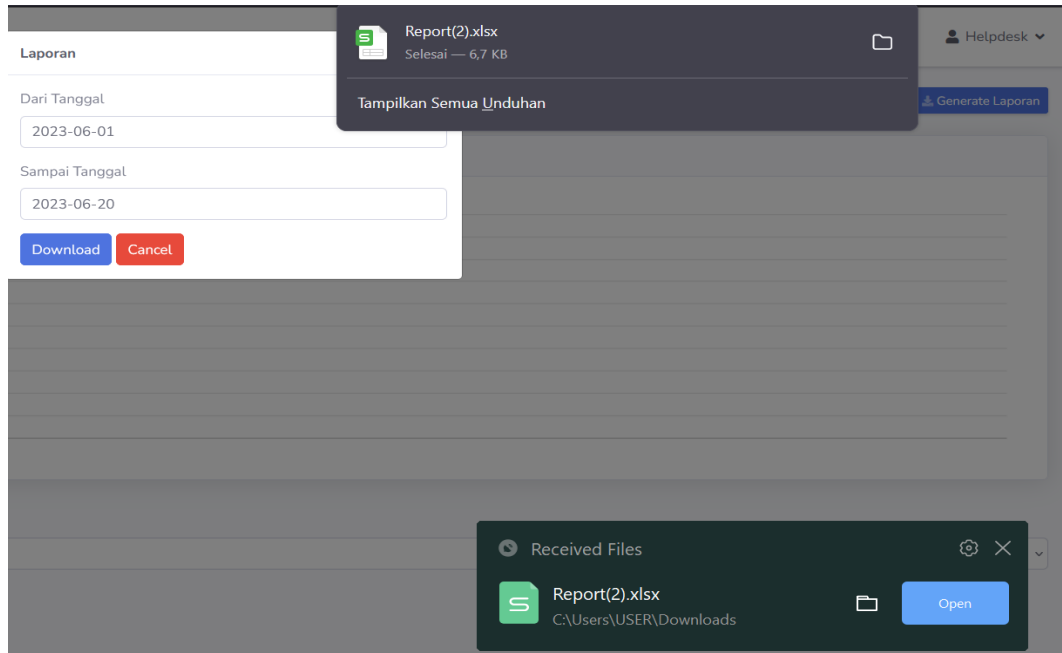 Report(2).xlsx
Selesai — 6,7 KB
Tampilkan Semua Unduhan
Helpdesk
Generate Laporan
Laporan
Dari Tanggal
2023-06-01
Sampai Tanggal
2023-06-20
Download Cancel
Received Files
Report(2).xlsx
C:\Users\USER\Downloads
Open